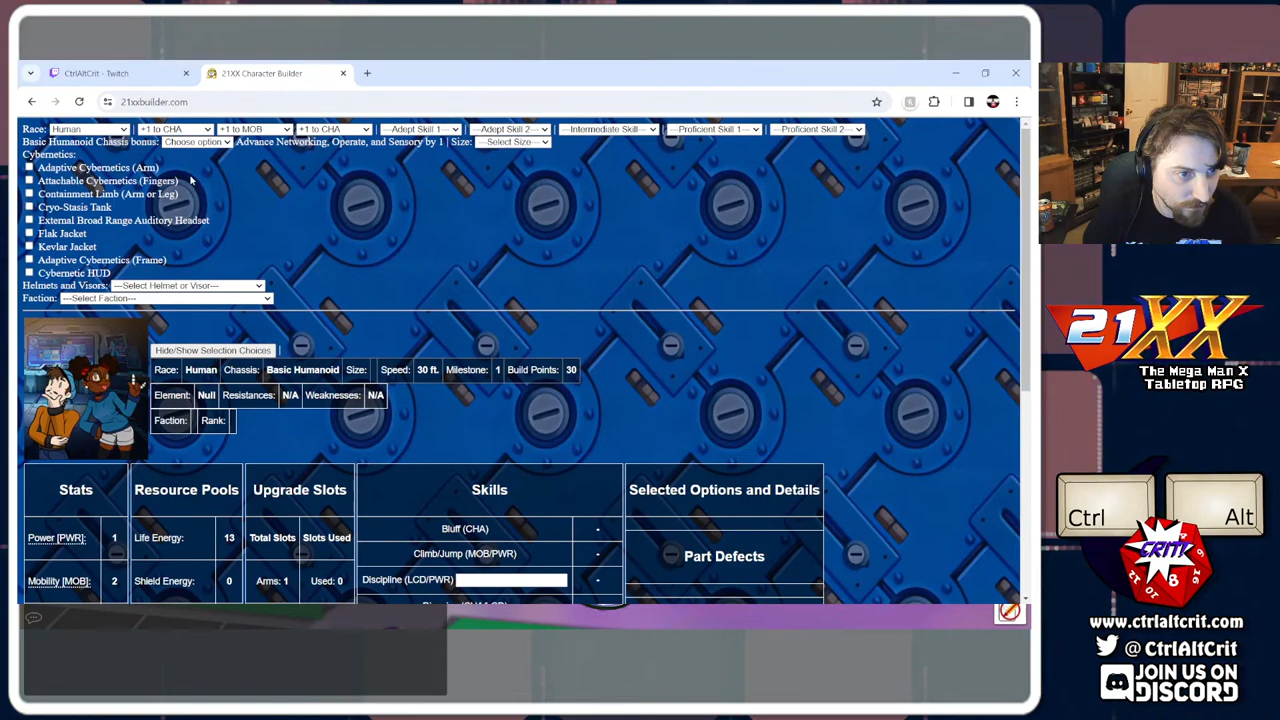 CtrlAltCrit - Twitch
21XX Character Builder
21xxbuilder.com
Race: Human | +1 to CHA +1 to MOB +1 to CHA | ---Adept Skill 1--- ---Adept Skill 2--- ---Intermediate Skill--- ---Proficient Skill 1--- ---Proficient Skill 2---
Basic Humanoid Chassis bonus: Choose option Advance Networking, Operate, and Sensory by 1 | Size: ---Select Size---
Cybernetics:
Adaptive Cybernetics (Arm)
Attachable Cybernetics (Fingers)
Containment Limb (Arm or Leg)
Cryo-Stasis Tank
External Broad Range Auditory Headset
Flak Jacket
Kevlar Jacket
Adaptive Cybernetics (Frame)
Cybernetic HUD
Helmets and Visors: ---Select Helmet or Visor---
Faction: ---Select Faction---
Hide/Show Selection Choices |
Race: Human Chassis: Basic Humanoid Size: Speed: 30 ft. Milestone: 1 Build Points: 30
Element: Null Resistances: N/A Weaknesses: N/A
Faction: Rank:
Stats Resource Pools Upgrade Slots Skills Selected Options and Details
Power [PWR]: 1 Life Energy: 13 Total Slots Slots Used
Bluff (CHA) -
Climb/Jump (MOB/PWR) -
Part Defects
Mobility [MOB]: 2 Shield Energy: 0 Arms: 1 Used: 0
Discipline (LCD/PWR) -
21XX
The Mega Man X
Tabletop RPG
Ctrl Alt
CRIT!
8
www.ctrlaltcrit.com
@ CtrlAltCrit
JOIN US ON
DISCORD